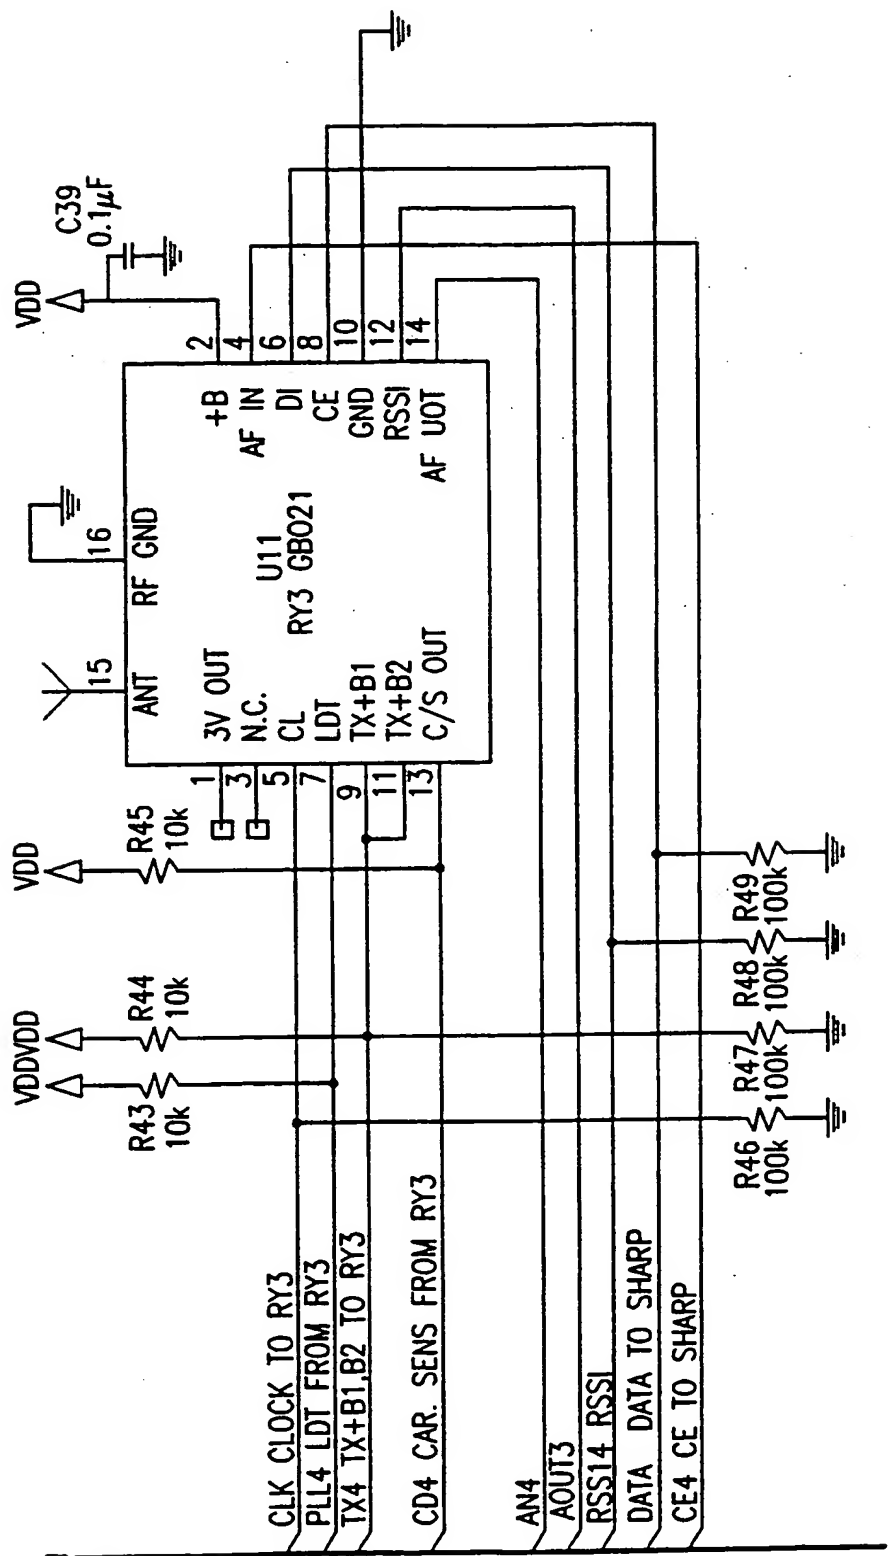 VDD
C39
0.1μF
2
4
6
8
10
12
14
+B
AF IN
DI
CE
GND
RSSI
AF UOT
16
RF GND
U11
RY3 GB021
15
ANT
3V OUT
N.C.
CL
LDT
TX+B1
TX+B2
C/S OUT
1
3
5
7
9
11
13
VDD
R45
10k
VDDVDD
R44
10k
R43
10k
R49
100k
R48
100k
R47
100k
R46
100k
CLK CLOCK TO RY3
PLL4 LDT FROM RY3
TX4 TX+B1,B2 TO RY3
CD4 CAR. SENS FROM RY3
AN4
AOUT3
RSS14 RSSI
DATA DATA TO SHARP
CE4 CE TO SHARP